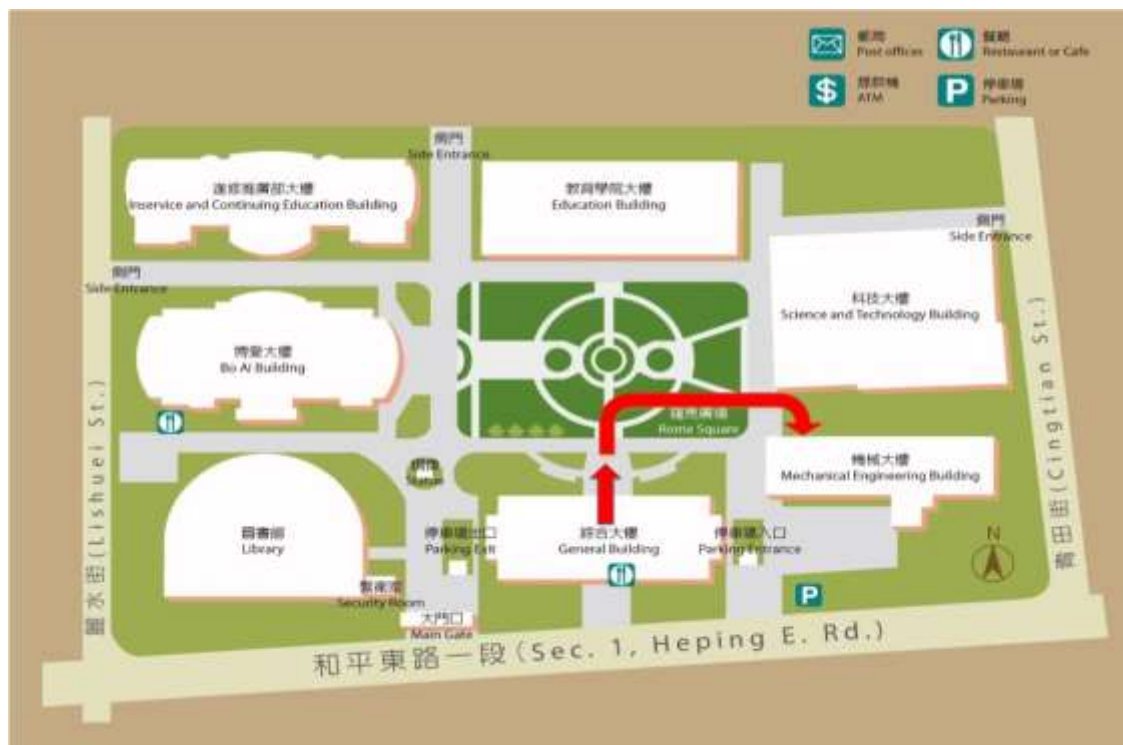 郵局
Post offices
餐廳
Restaurant or Cafe
提款機
ATM
停車場
Parking
側門
Side Entrance
進修推廣部大樓
Inservice and Continuing Education Building
教育學院大樓
Education Building
側門
Side Entrance
側門
Side Entrance
科技大樓
Science and Technology Building
博愛大樓
Bo Ai Building
羅馬廣場
Rome Square
機械大樓
Mechanical Engineering Building
銅像
Statue
圖書館
Library
停車場出口
Parking Exit
綜合大樓
General Building
停車場入口
Parking Entrance
N
警衛室
Security Room
大門口
Main Gate
P
和平東路一段(Sec. 1, Heping E. Rd.)
麗水街(Lishuei St.)
青田街(Cingtian St.)